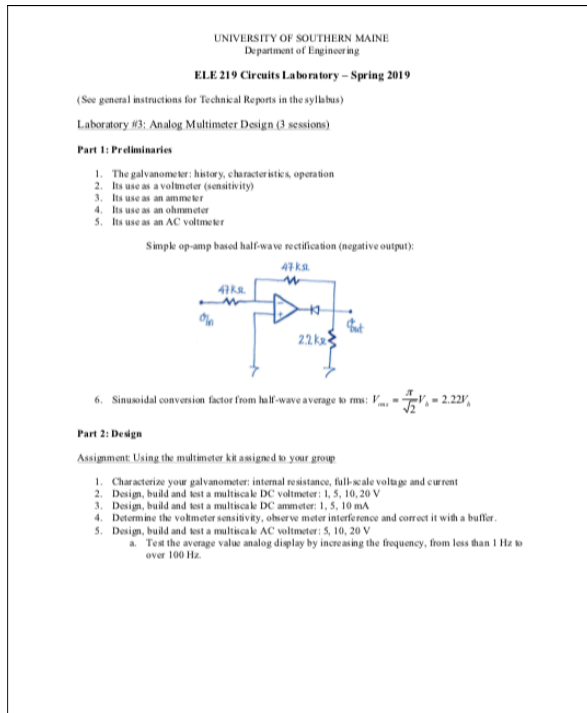 UNIVERSITY OF SOUTHERN MAINE
Department of Engineering
ELE 219 Circuits Laboratory – Spring 2019
(See general instructions for Technical Reports in the syllabus)
Laboratory #3: Analog Multimeter Design (3 sessions)
Part 1: Preliminaries
1. The galvanometer: history, characteristics, operation
2. Its use as a voltmeter (sensitivity)
3. Its use as an ammeter
4. Its use as an ohmmeter
5. Its use as an AC voltmeter
Simple op-amp based half-wave rectification (negative output):
47kΩ
47kΩ
in
out
2.2kΩ
6. Sinusoidal conversion factor from half-wave average to rms: V_rms = π/√2 V_A = 2.22V_A
Part 2: Design
Assignment: Using the multimeter kit assigned to your group
1. Characterize your galvanometer: internal resistance, full-scale voltage and current
2. Design, build and test a multiscale DC voltmeter: 1, 5, 10, 20 V
3. Design, build and test a multiscale DC ammeter: 1, 5, 10 mA
4. Determine the voltmeter sensitivity, observe meter interference and correct it with a buffer.
5. Design, build and test a multiscale AC voltmeter: 5, 10, 20 V
a. Test the average value analog display by increasing the frequency, from less than 1 Hz to
over 100 Hz.